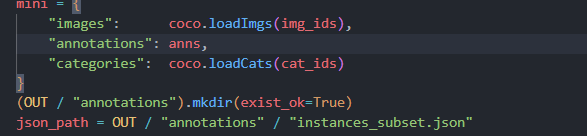 mini = {
    "images":      coco.loadImgs(img_ids),
    "annotations": anns,
    "categories":  coco.loadCats(cat_ids)
}
(OUT / "annotations").mkdir(exist_ok=True)
json_path = OUT / "annotations" / "instances_subset.json"